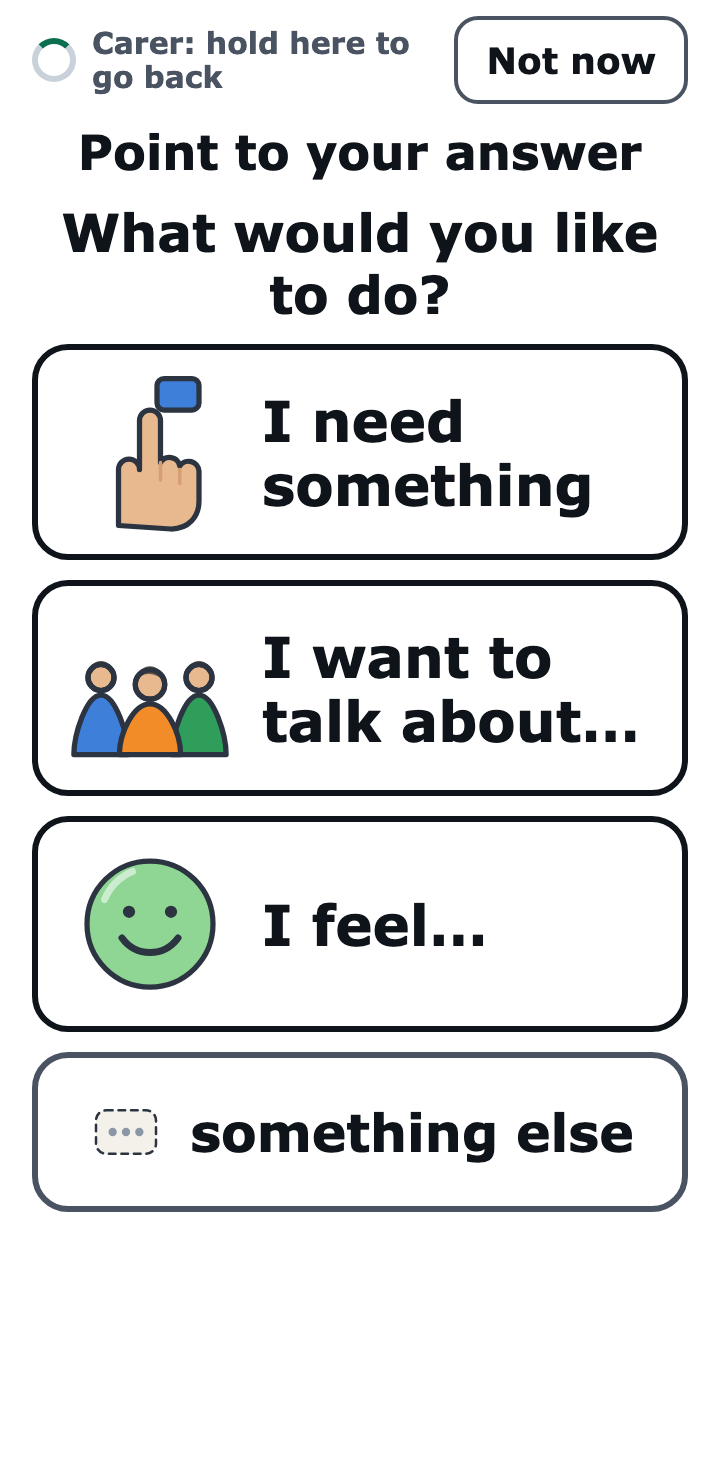 Carer: hold here to
go back
Not now
Point to your answer
What would you like
to do?
I need
something
I want to
talk about...
I feel...
something else